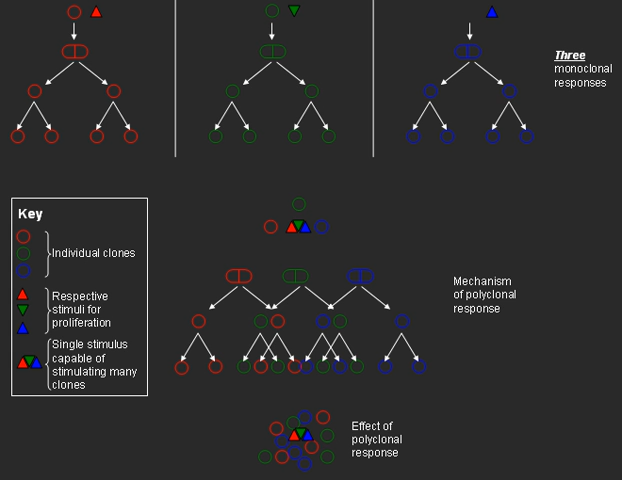 Three
monoclonal
responses
Key
Individual clones
Respective
stimuli for
proliferation
Single stimulus
capable of
stimulating many
clones
Mechanism
of polyclonal
response
Effect of
polyclonal
response